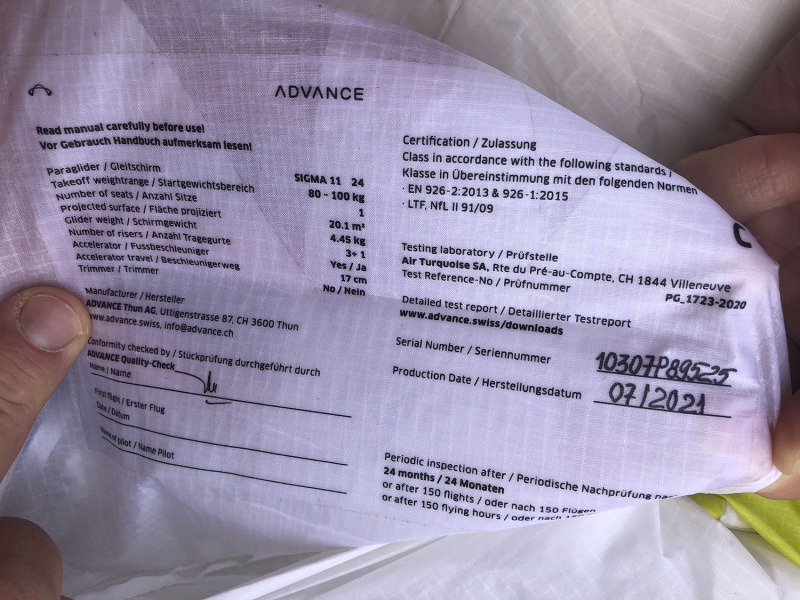 ADVANCE
Read manual carefully before use!
Vor Gebrauch Handbuch aufmerksam lesen!
Paraglider / Gleitschirm SIGMA 11 24
Takeoff weightrange / Startgewichtsbereich 80 - 100 kg
Number of seats / Anzahl Sitze 1
Projected surface / Fläche projiziert 20.1 m²
Glider weight / Schirmgewicht 4.45 kg
Number of risers / Anzahl Tragegurte 3+ 1
Accelerator / Fussbeschleuniger Yes / Ja
Accelerator travel / Beschleunigerweg 17 cm
Trimmer / Trimmer No / Nein
Manufacturer / Hersteller
ADVANCE Thun AG, Uttigenstrasse 87, CH 3600 Thun
www.advance.swiss, info@advance.ch
Conformity checked by / Stückprüfung durchgeführt durch
ADVANCE Quality-Check
Name / Name
First flight / Erster Flug
Date / Datum
Name of pilot / Name Pilot
Certification / Zulassung
Class in accordance with the following standards /
Klasse in Übereinstimmung mit den folgenden Normen
· EN 926-2:2013 & 926-1:2015
· LTF, NfL II 91/09
C
Testing laboratory / Prüfstelle
Air Turquoise SA, Rte du Pré-au-Compte, CH 1844 Villeneuve
Test Reference-No / Prüfnummer PG_1723-2020
Detailed test report / Detaillierter Testreport
www.advance.swiss/downloads
Serial Number / Seriennummer 10307P89525
Production Date / Herstellungsdatum 07/2021
Periodic inspection after / Periodische Nachprüfung
24 months / 24 Monaten
or after 150 flights / oder nach 150 Flügen
or after 150 flying hours / oder nach